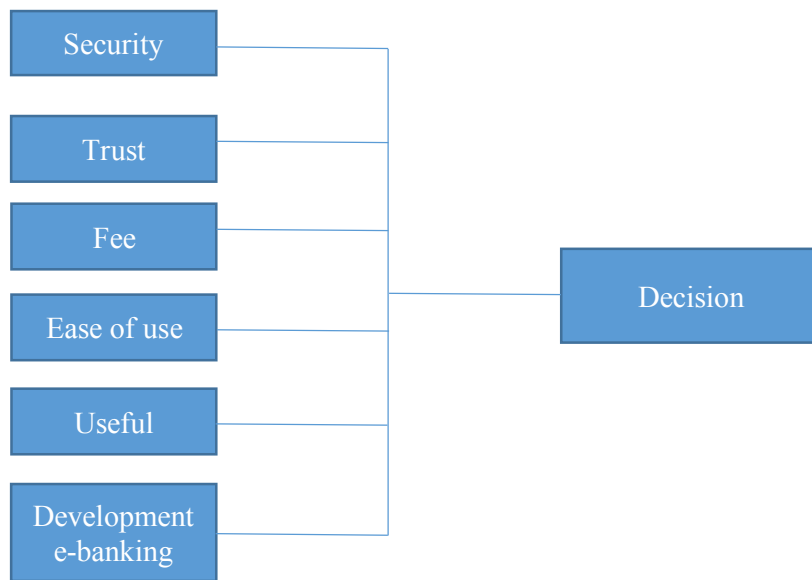 Security
Trust
Fee
Ease of use
Useful
Development
e-banking
Decision